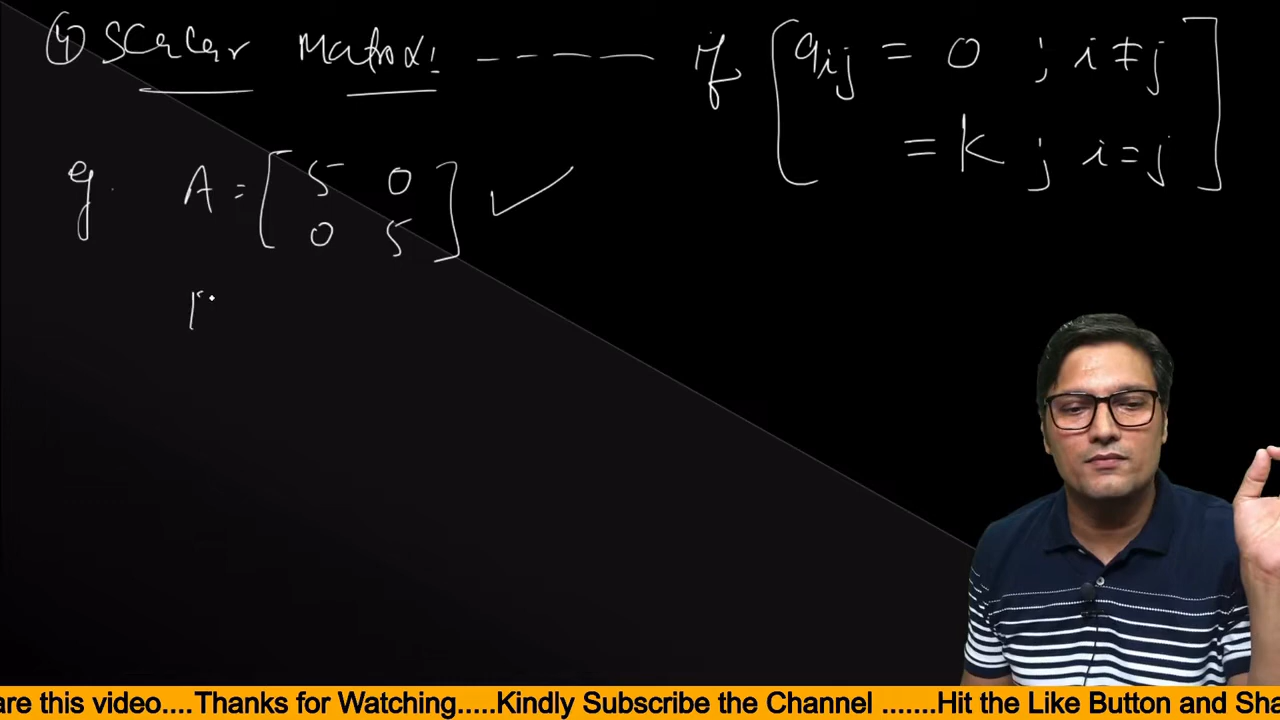 ④ Scalar Matrix: ------ if [ aij = 0 ; i ≠ j
= K ; i = j ]
eg. A = [ 5 0
0 5 ] ✓
are this video....Thanks for Watching.....Kindly Subscribe the Channel .......Hit the Like Button and Sha